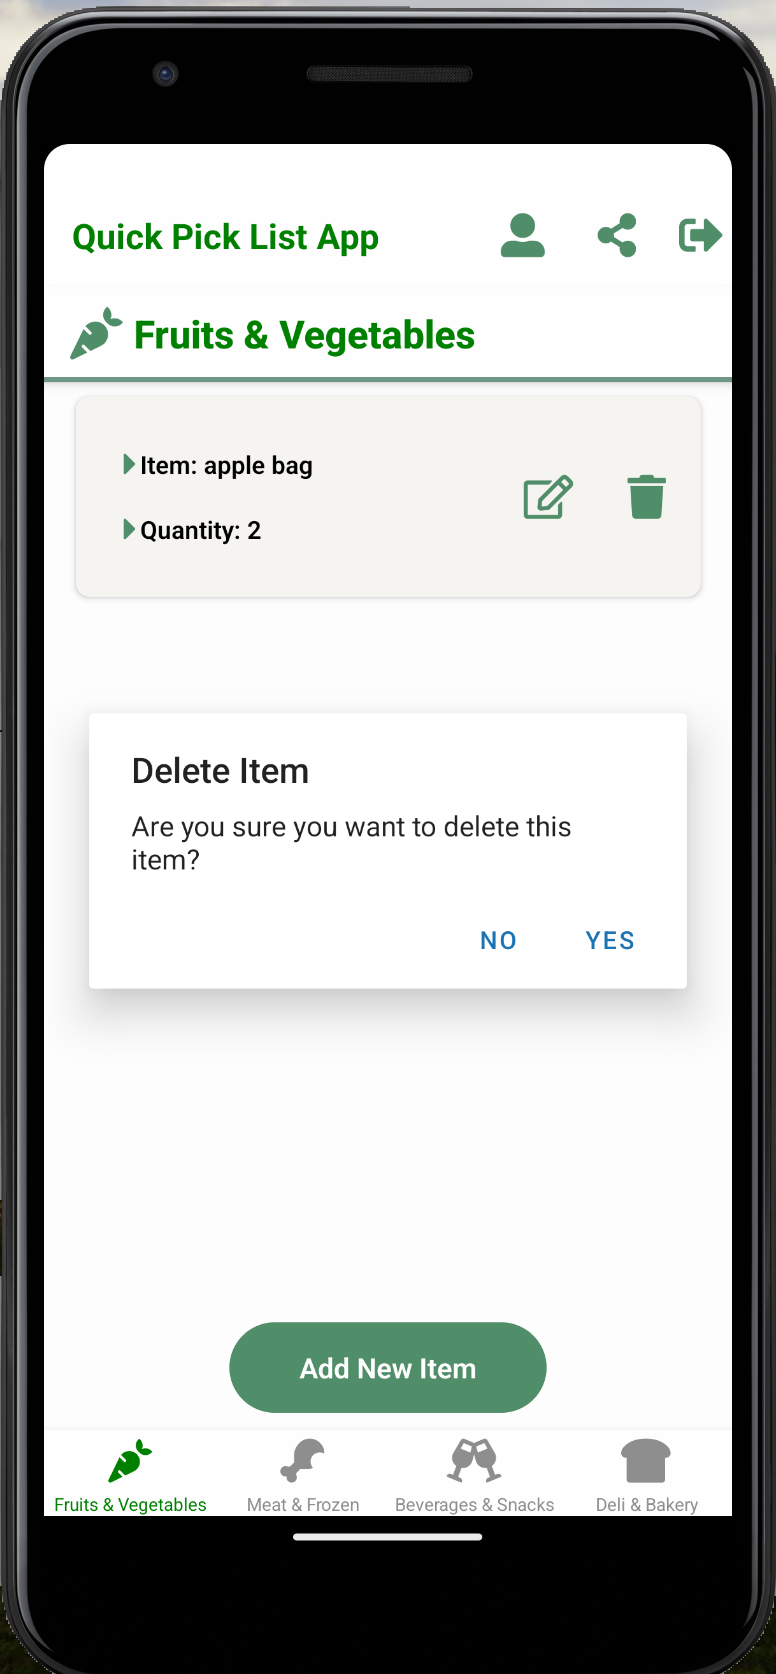 Quick Pick List App
Fruits & Vegetables
Item: apple bag
Quantity: 2
Delete Item
Are you sure you want to delete this
item?
NO YES
Add New Item
Fruits & Vegetables Meat & Frozen Beverages & Snacks Deli & Bakery